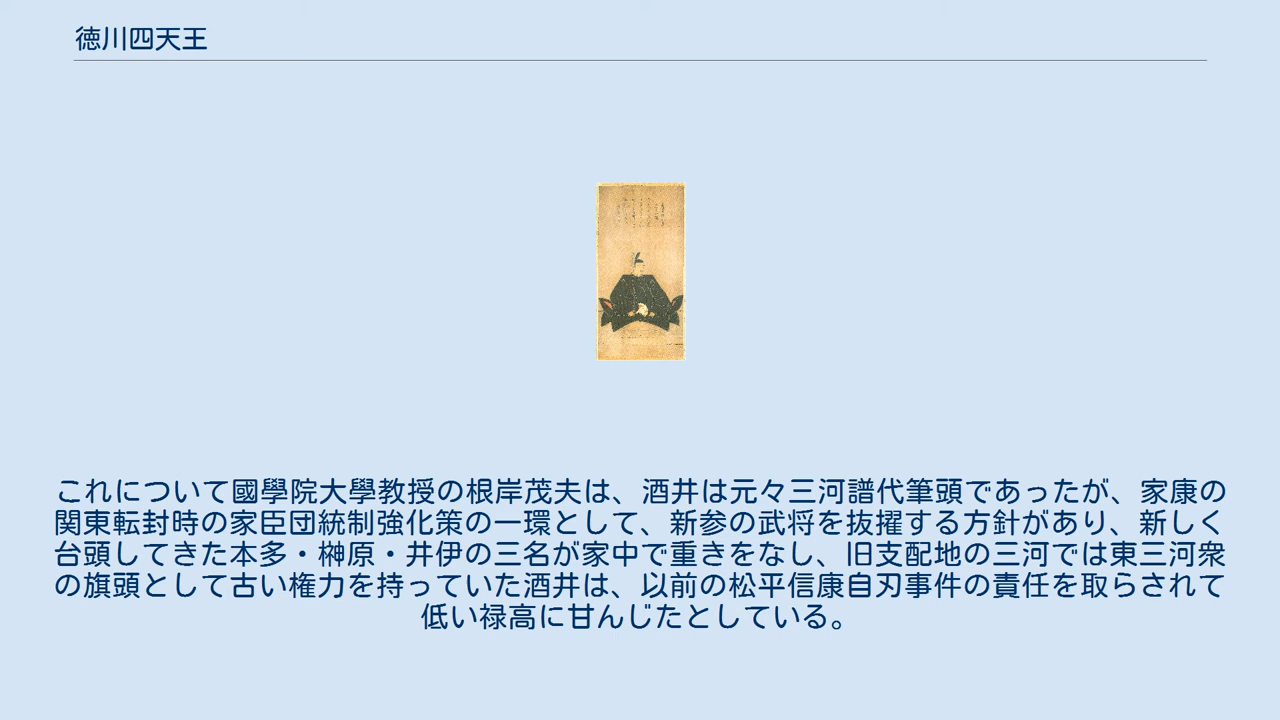 徳川四天王
これについて國學院大學教授の根岸茂夫は、酒井は元々三河譜代筆頭であったが、家康の
関東転封時の家臣団統制強化策の一環として、新参の武将を抜擢する方針があり、新しく
台頭してきた本多・榊原・井伊の三名が家中で重きをなし、旧支配地の三河では東三河衆
の旗頭として古い権力を持っていた酒井は、以前の松平信康自刃事件の責任を取らされて
低い禄高に甘んじたとしている。